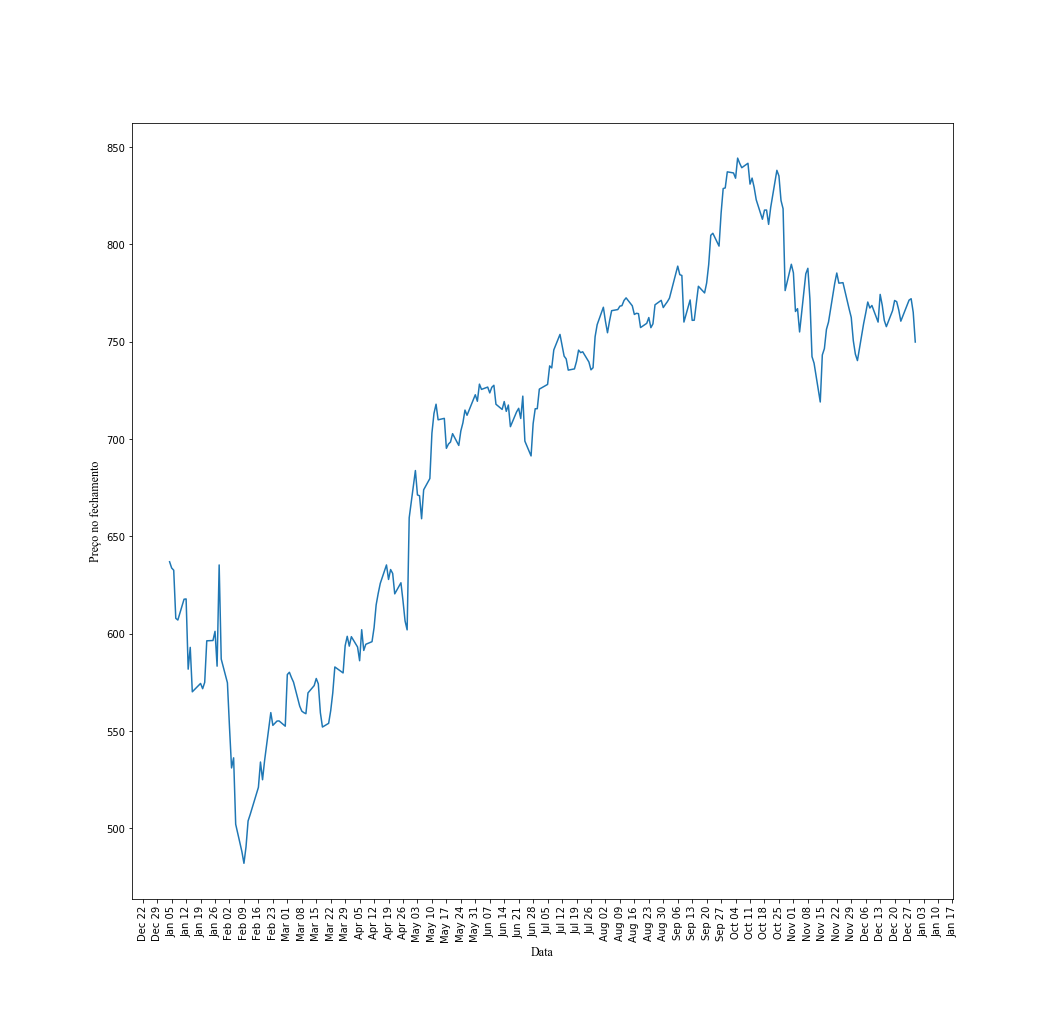 850
800
750
700
650
600
550
500
Preço no fechamento
Dec 22
Dec 29
Jan 05
Jan 12
Jan 19
Jan 26
Feb 02
Feb 09
Feb 16
Feb 23
Mar 01
Mar 08
Mar 15
Mar 22
Mar 29
Apr 05
Apr 12
Apr 19
Apr 26
May 03
May 10
May 17
May 24
May 31
Jun 07
Jun 14
Jun 21
Jun 28
Jul 05
Jul 12
Jul 19
Jul 26
Aug 02
Aug 09
Aug 16
Aug 23
Aug 30
Sep 06
Sep 13
Sep 20
Sep 27
Oct 04
Oct 11
Oct 18
Oct 25
Nov 01
Nov 08
Nov 15
Nov 22
Nov 29
Dec 06
Dec 13
Dec 20
Dec 27
Jan 03
Jan 10
Jan 17
Data